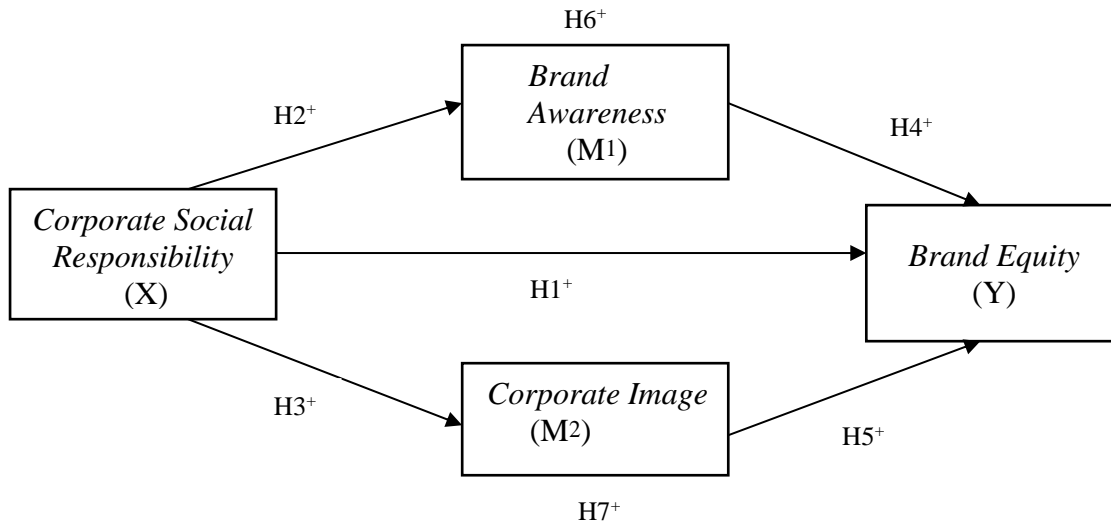 H6⁺
Brand
Awareness
(M1)
H2⁺
H4⁺
Corporate Social
Responsibility
(X)
Brand Equity
(Y)
H1⁺
H3⁺
Corporate Image
(M2)
H5⁺
H7⁺